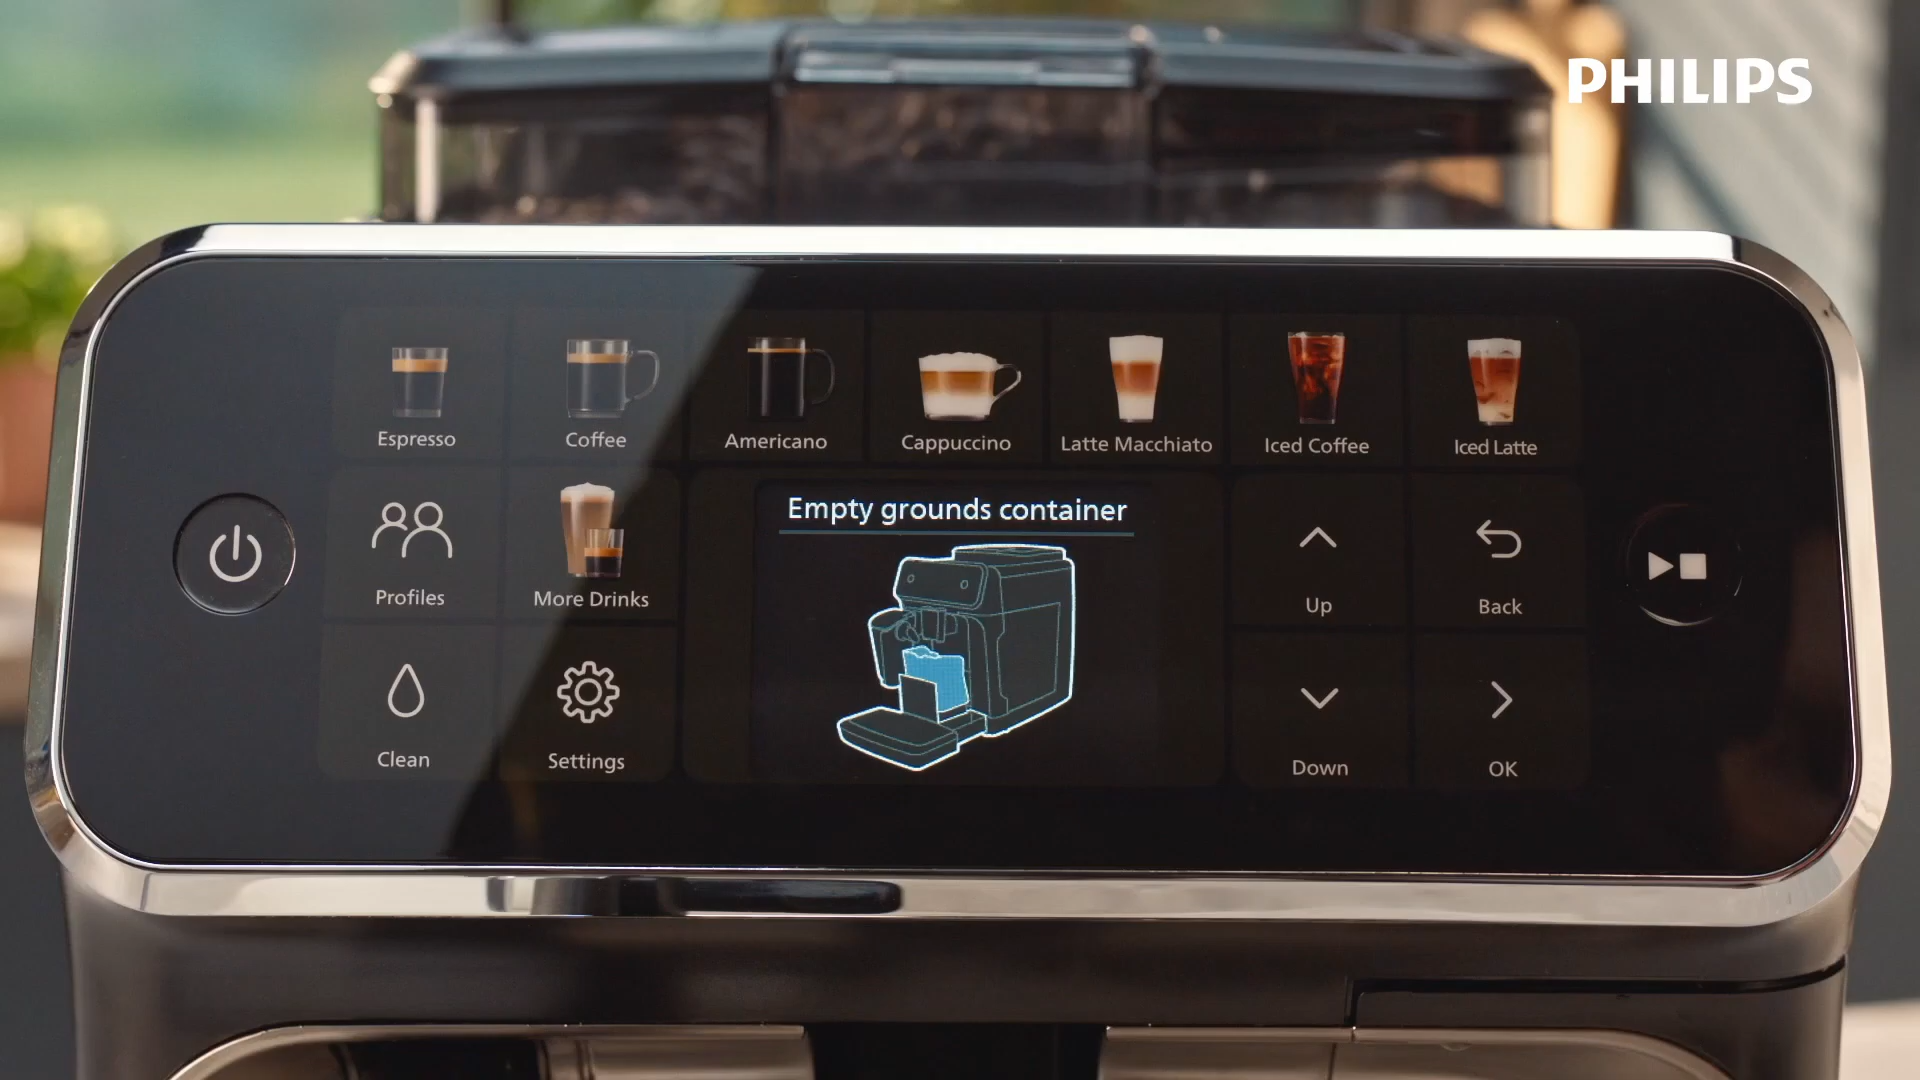 PHILIPS
Espresso
Coffee
Americano
Cappuccino
Latte Macchiato
Iced Coffee
Iced Latte
Profiles
More Drinks
Empty grounds container
Up
Back
Clean
Settings
Down
OK